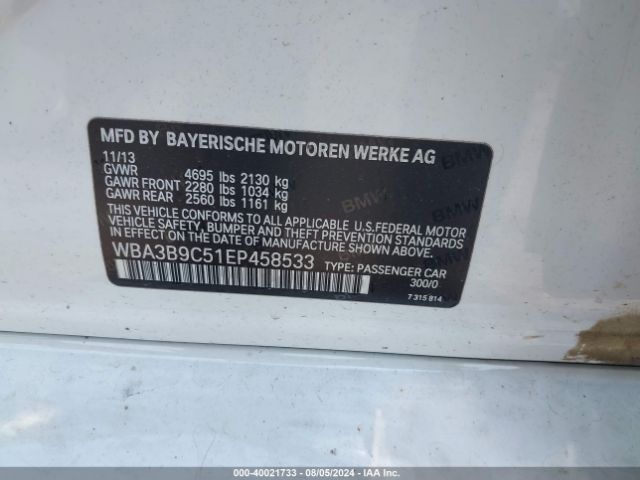 MFD BY BAYERISCHE MOTOREN WERKE AG
11/13
GVWR 4695 lbs 2130 kg
GAWR FRONT 2280 lbs 1034 kg
GAWR REAR 2560 lbs 1161 kg
THIS VEHICLE CONFORMS TO ALL APPLICABLE U.S.FEDERAL MOTOR
VEHICLE SAFETY, BUMPER AND THEFT PREVENTION STANDARDS
IN EFFECT ON THE DATE OF MANUFACTURE SHOWN ABOVE.
WBA3B9C51EP458533 TYPE: PASSENGER CAR
300/0
7 315 814
BMW
BMW
BMW
000-40021733 - 08/05/2024 - IAA Inc.